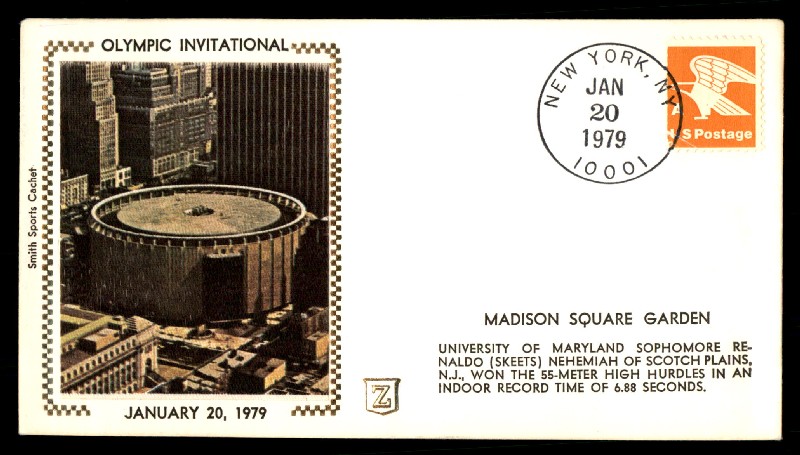 OLYMPIC INVITATIONAL
Smith Sports Cachet
JANUARY 20, 1979
NEW YORK, NY
JAN
20
1979
10001
A
US Postage
MADISON SQUARE GARDEN
UNIVERSITY OF MARYLAND SOPHOMORE RE-
NALDO (SKEETS) NEHEMIAH OF SCOTCH PLAINS,
N.J., WON THE 55-METER HIGH HURDLES IN AN
INDOOR RECORD TIME OF 6.88 SECONDS.
Z